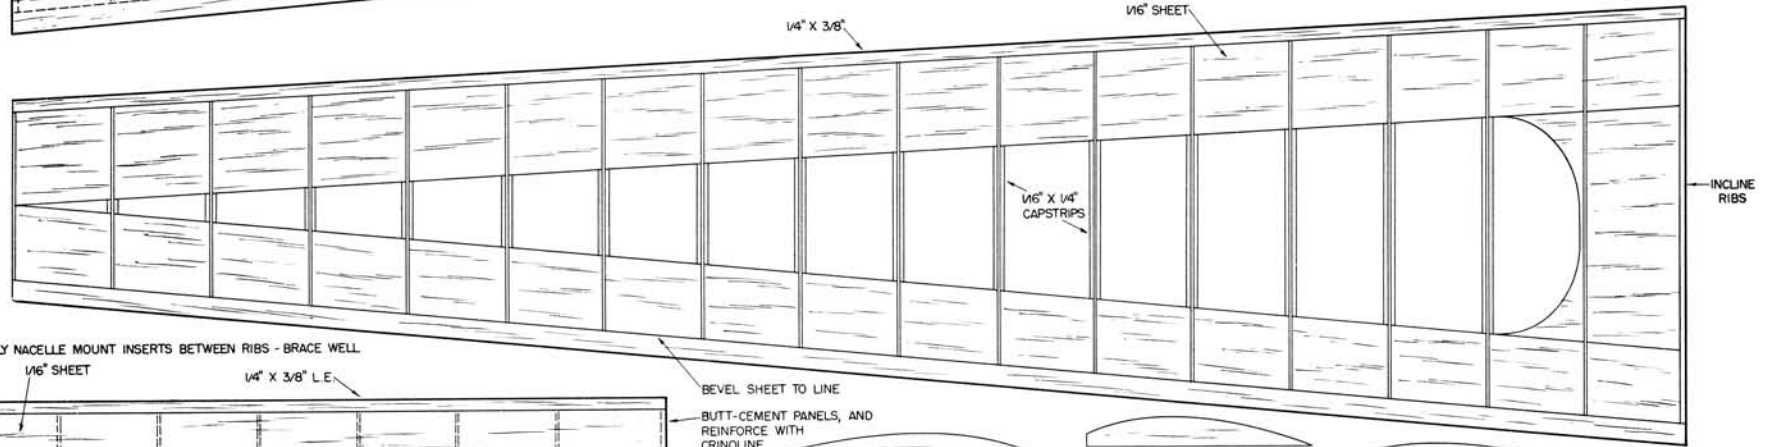 1/4" X 3/8"
1/16" SHEET
INCLINE
RIBS
1/16" X 1/4"
CAPSTRIPS
Y NACELLE MOUNT INSERTS BETWEEN RIBS - BRACE WELL
1/16" SHEET
1/4" X 3/8" L.E.
BEVEL SHEET TO LINE
BUTT-CEMENT PANELS, AND
REINFORCE WITH
CRINOLINE